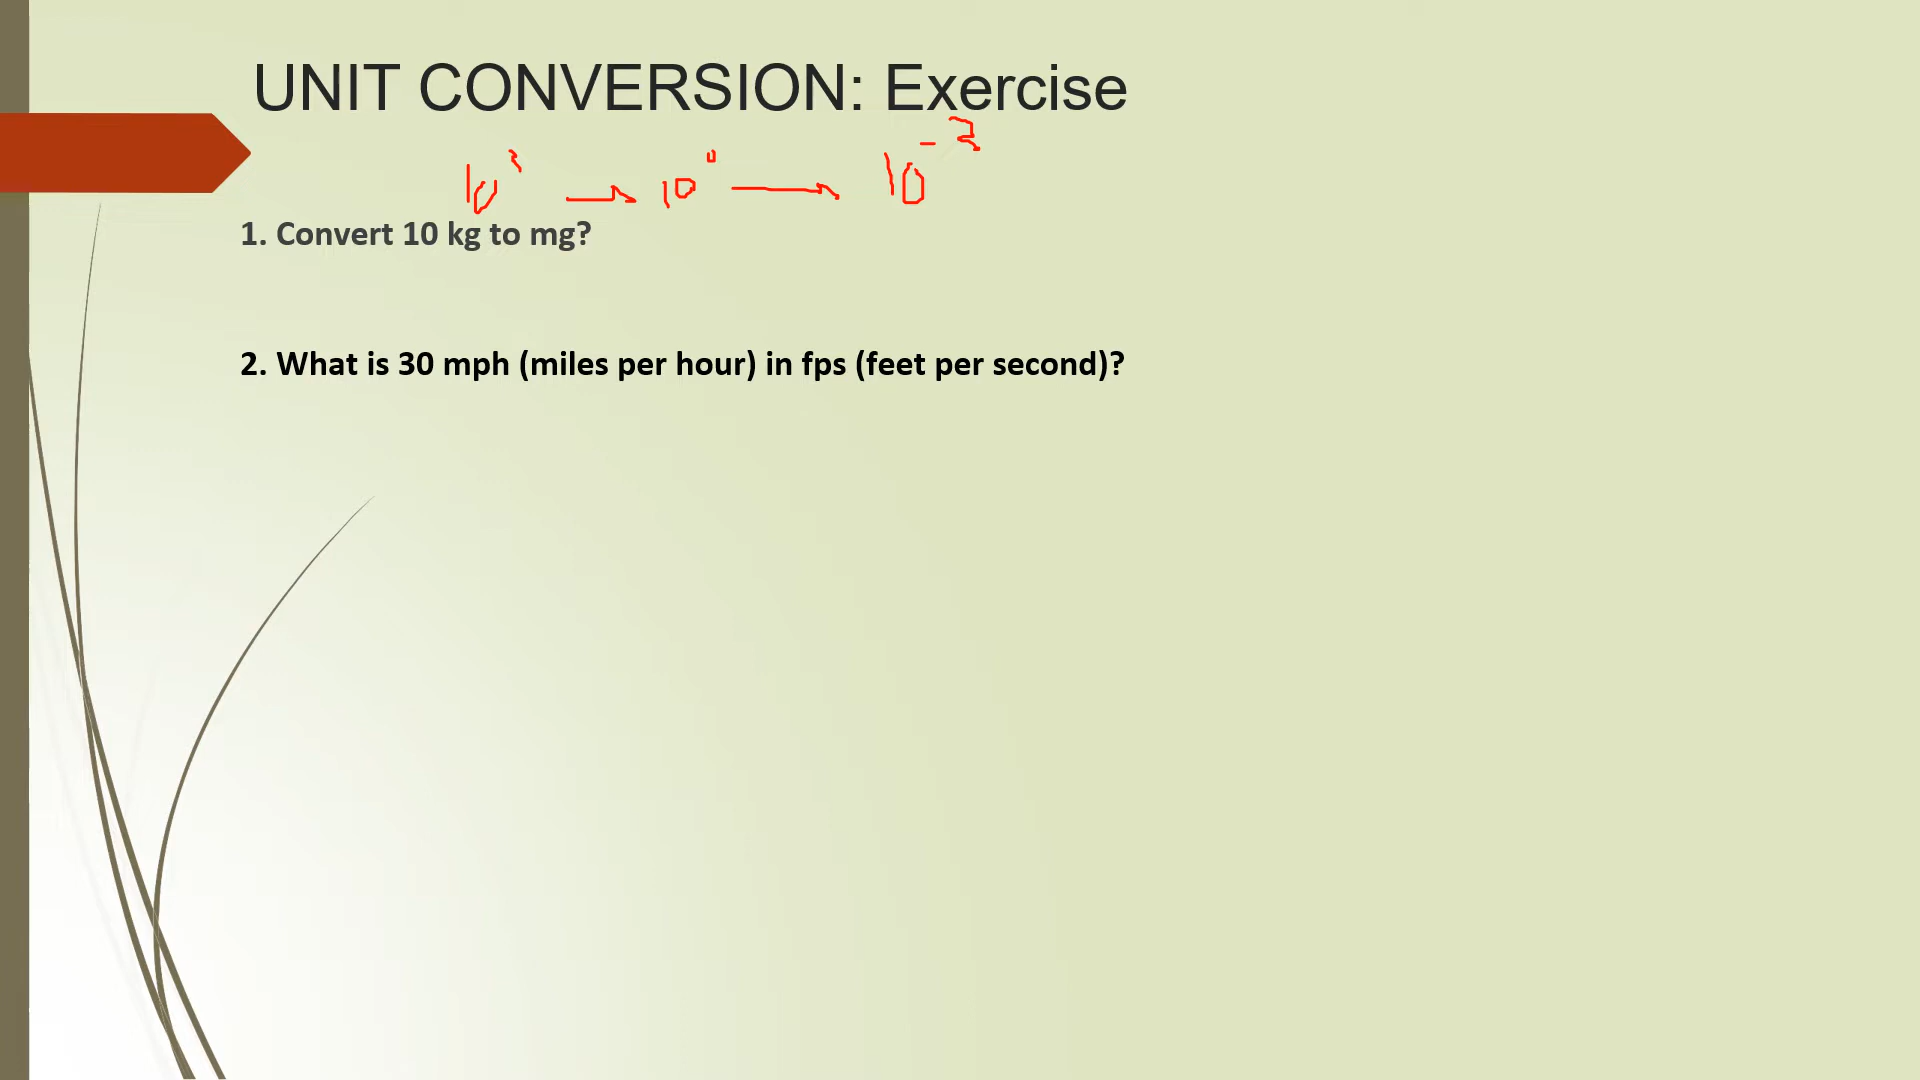 UNIT CONVERSION: Exercise
10³ → 10⁰ → 10⁻³
1. Convert 10 kg to mg?
2. What is 30 mph (miles per hour) in fps (feet per second)?